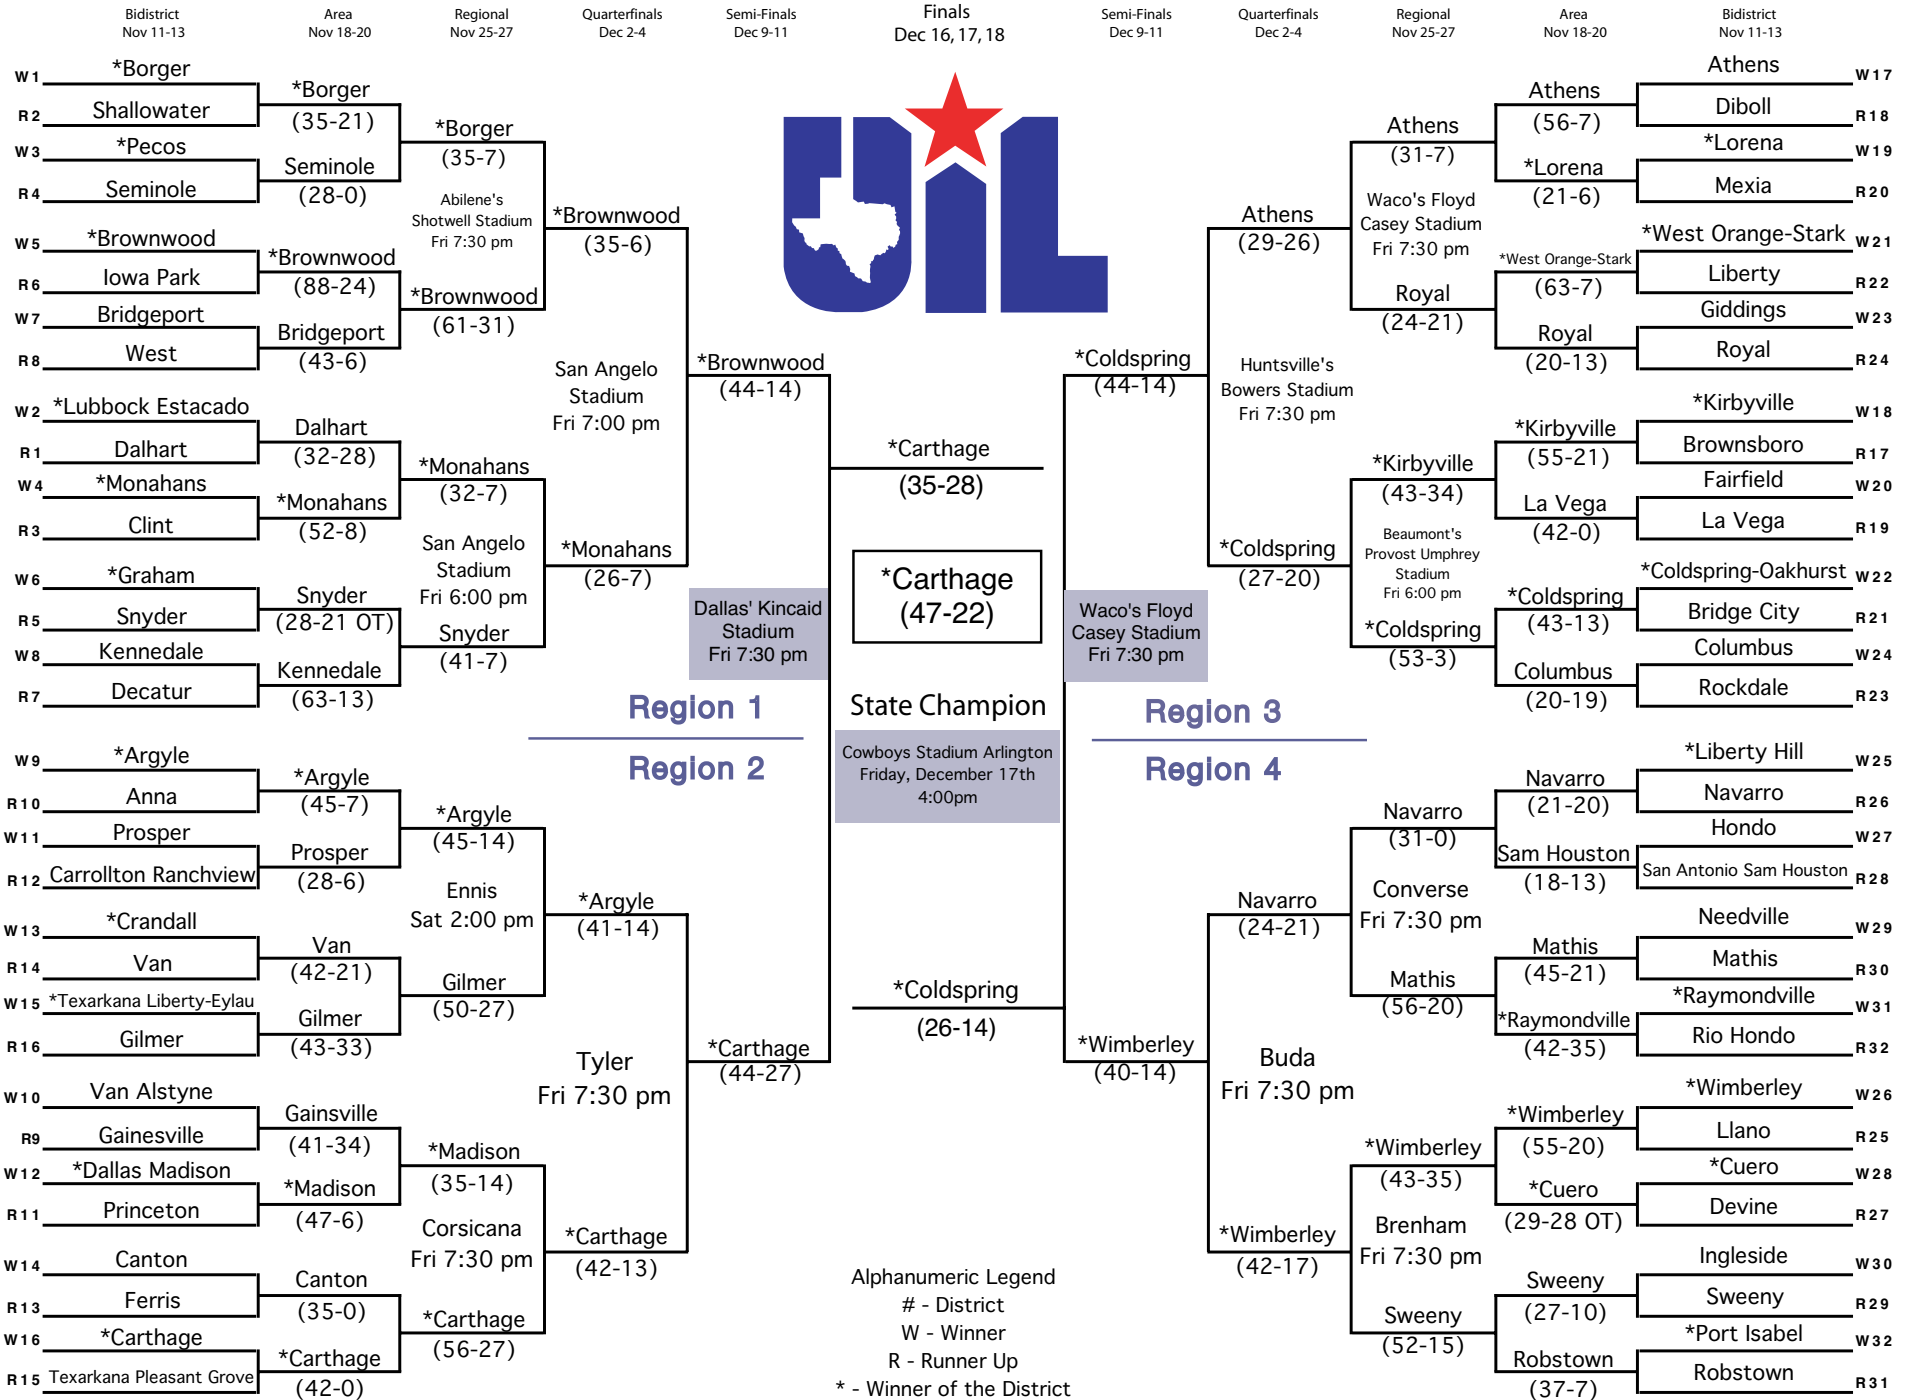 Bidistrict
Nov 11-13
Area
Nov 18-20
Regional
Nov 25-27
Quarterfinals
Dec 2-4
Semi-Finals
Dec 9-11
Finals
Dec 16, 17, 18
Semi-Finals
Dec 9-11
Quarterfinals
Dec 2-4
Regional
Nov 25-27
Area
Nov 18-20
Bidistrict
Nov 11-13
UIL
W1 *Borger
R2 Shallowater
W3 *Pecos
R4 Seminole
W5 *Brownwood
R6 Iowa Park
W7 Bridgeport
R8 West
W2 *Lubbock Estacado
R1 Dalhart
W4 *Monahans
R3 Clint
W6 *Graham
R5 Snyder
W8 Kennedale
R7 Decatur
*Borger
(35-21)
Seminole
(28-0)
*Brownwood
(88-24)
Bridgeport
(43-6)
Dalhart
(32-28)
*Monahans
(52-8)
Snyder
(28-21 OT)
Kennedale
(63-13)
*Borger
(35-7)
Abilene's
Shotwell Stadium
Fri 7:30 pm
*Brownwood
(61-31)
*Monahans
(32-7)
San Angelo
Stadium
Fri 6:00 pm
Snyder
(41-7)
*Brownwood
(35-6)
San Angelo
Stadium
Fri 7:00 pm
*Monahans
(26-7)
*Brownwood
(44-14)
Dallas' Kincaid
Stadium
Fri 7:30 pm
Region 1
Region 2
W9 *Argyle
R10 Anna
W11 Prosper
R12 Carrollton Ranchview
W13 *Crandall
R14 Van
W15 *Texarkana Liberty-Eylau
R16 Gilmer
W10 Van Alstyne
R9 Gainesville
W12 *Dallas Madison
R11 Princeton
W14 Canton
R13 Ferris
W16 *Carthage
R15 Texarkana Pleasant Grove
*Argyle
(45-7)
Prosper
(28-6)
Van
(42-21)
Gilmer
(43-33)
Gainsville
(41-34)
*Madison
(47-6)
Canton
(35-0)
*Carthage
(42-0)
*Argyle
(45-14)
Ennis
Sat 2:00 pm
Gilmer
(50-27)
*Madison
(35-14)
Corsicana
Fri 7:30 pm
*Carthage
(56-27)
*Argyle
(41-14)
Tyler
Fri 7:30 pm
*Carthage
(42-13)
*Carthage
(44-27)
*Carthage
(35-28)
*Carthage
(47-22)
State Champion
Cowboys Stadium Arlington
Friday, December 17th
4:00pm
*Coldspring
(26-14)
Alphanumeric Legend
# - District
W - Winner
R - Runner Up
* - Winner of the District
*Coldspring
(44-14)
Waco's Floyd
Casey Stadium
Fri 7:30 pm
Region 3
Region 4
*Wimberley
(40-14)
Athens
(29-26)
Huntsville's
Bowers Stadium
Fri 7:30 pm
*Coldspring
(27-20)
Navarro
(24-21)
Buda
Fri 7:30 pm
*Wimberley
(42-17)
Athens
(31-7)
Waco's Floyd
Casey Stadium
Fri 7:30 pm
Royal
(24-21)
*Kirbyville
(43-34)
Beaumont's
Provost Umphrey
Stadium
Fri 6:00 pm
*Coldspring
(53-3)
Navarro
(31-0)
Converse
Fri 7:30 pm
Mathis
(56-20)
*Wimberley
(43-35)
Brenham
Fri 7:30 pm
Sweeny
(52-15)
Athens
(56-7)
*Lorena
(21-6)
*West Orange-Stark
(63-7)
Royal
(20-13)
*Kirbyville
(55-21)
La Vega
(42-0)
*Coldspring
(43-13)
Columbus
(20-19)
Navarro
(21-20)
Sam Houston
(18-13)
Mathis
(45-21)
*Raymondville
(42-35)
*Wimberley
(55-20)
*Cuero
(29-28 OT)
Sweeny
(27-10)
Robstown
(37-7)
Athens W17
Diboll R18
*Lorena W19
Mexia R20
*West Orange-Stark W21
Liberty R22
Giddings W23
Royal R24
*Kirbyville W18
Brownsboro R17
Fairfield W20
La Vega R19
*Coldspring-Oakhurst W22
Bridge City R21
Columbus W24
Rockdale R23
*Liberty Hill W25
Navarro R26
Hondo W27
San Antonio Sam Houston R28
Needville W29
Mathis R30
*Raymondville W31
Rio Hondo R32
*Wimberley W26
Llano R25
*Cuero W28
Devine R27
Ingleside W30
Sweeny R29
*Port Isabel W32
Robstown R31